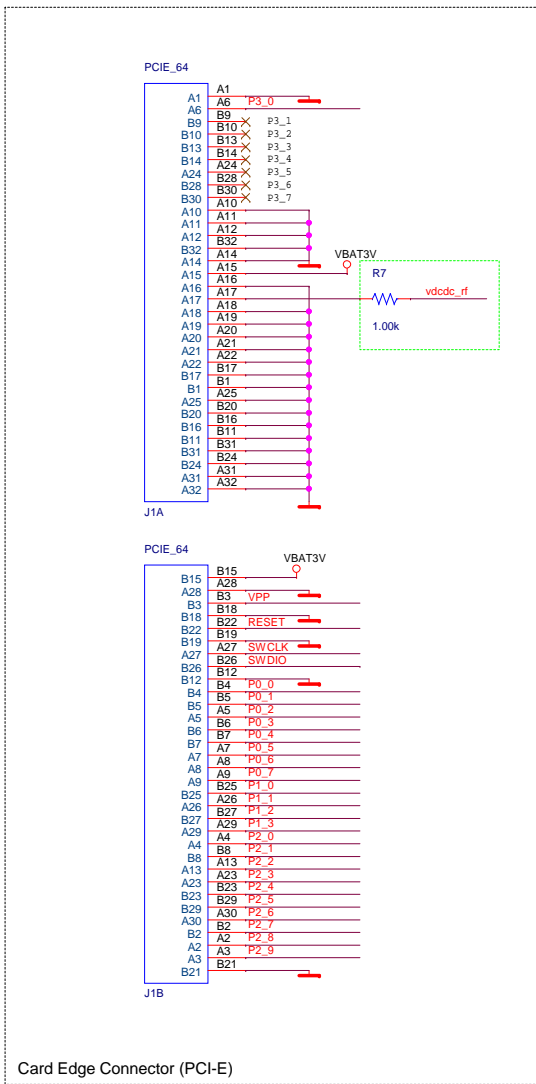 PCIE_64
A1 A1
A6 A6 P3_0
B9 B9 P3_1
B10 B10 P3_2
B13 B13 P3_3
B14 B14 P3_4
A24 A24 P3_5
B28 B28 P3_6
B30 B30 P3_7
A10 A10
A11 A11
A12 A12
B32 B32
A14 A14
VBAT3V
A15 A15
R7
A16 A16
A17 A17 vdcdc_rf
A18 A18
1.00k
A19 A19
A20 A20
A21 A21
A22 A22
B17 B17
B1 B1
A25 A25
B20 B20
B16 B16
B11 B11
B31 B31
B24 B24
A31 A31
A32 A32
J1A
PCIE_64
VBAT3V
B15 B15
A28 A28
B3 B3 VPP
B18 B18
B22 B22 RESET
B19 B19
A27 A27 SWCLK
B26 B26 SWDIO
B12 B12
B4 B4 P0_0
B5 B5 P0_1
A5 A5 P0_2
B6 B6 P0_3
B7 B7 P0_4
A7 A7 P0_5
A8 A8 P0_6
A9 A9 P0_7
B25 B25 P1_0
A26 A26 P1_1
B27 B27 P1_2
A29 A29 P1_3
A4 A4 P2_0
B8 B8 P2_1
A13 A13 P2_2
A23 A23 P2_3
B23 B23 P2_4
B29 B29 P2_5
A30 A30 P2_6
B2 B2 P2_7
A2 A2 P2_8
A3 A3 P2_9
B21 B21
J1B
Card Edge Connector (PCI-E)